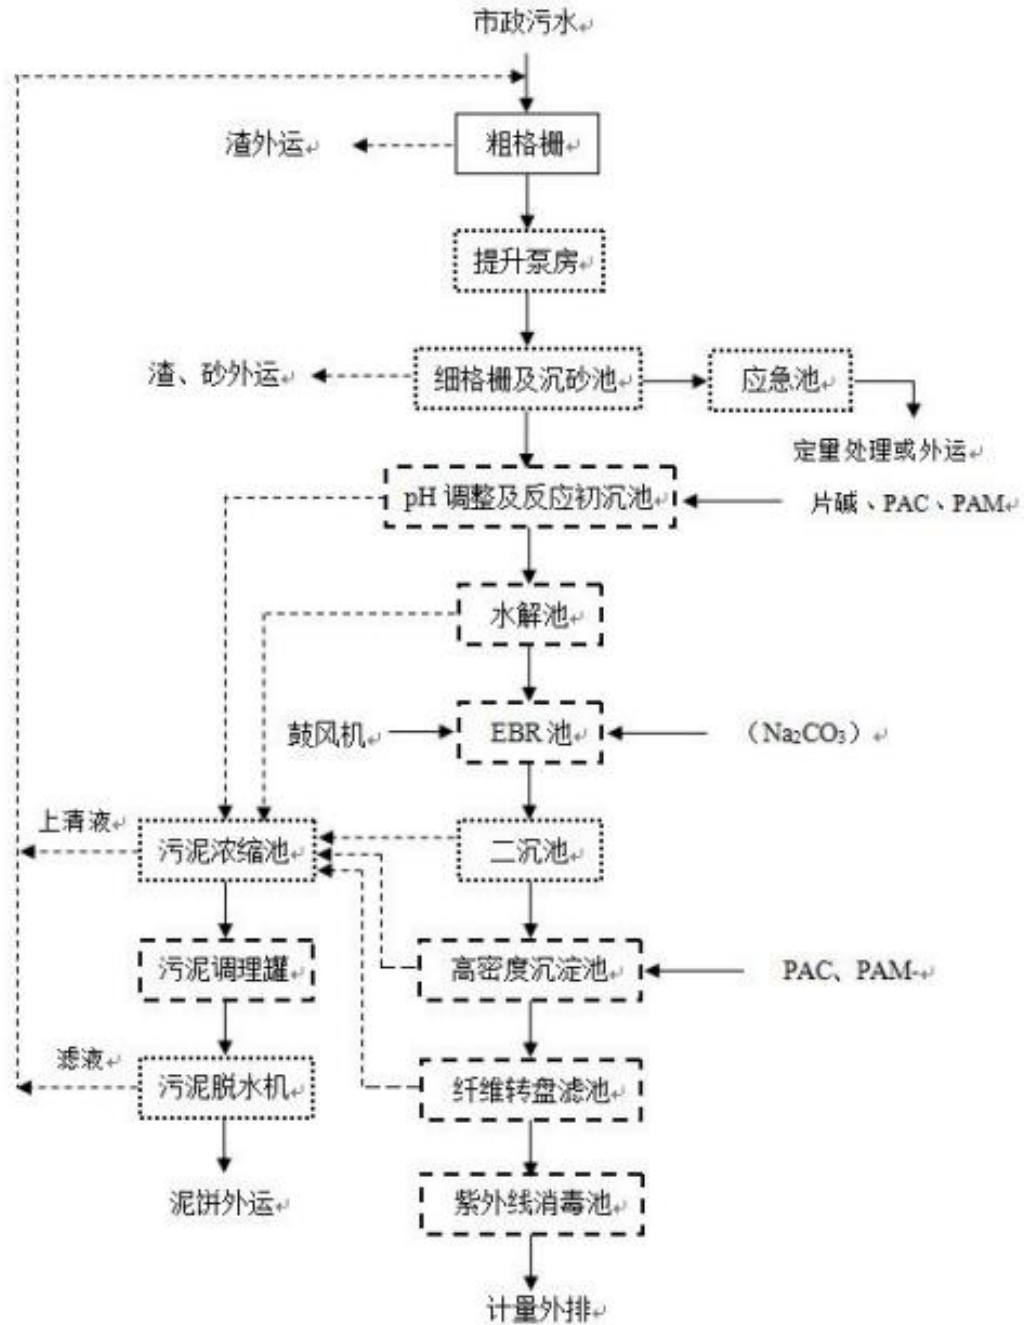 市政污水
渣外运
粗格栅
提升泵房
渣、砂外运
细格栅及沉砂池
应急池
定量处理或外运
pH 调整及反应初沉池
片碱、PAC、PAM
水解池
鼓风机
EBR 池
（Na₂CO₃）
上清液
污泥浓缩池
二沉池
污泥调理罐
高密度沉淀池
PAC、PAM
滤液
污泥脱水机
纤维转盘滤池
泥饼外运
紫外线消毒池
计量外排